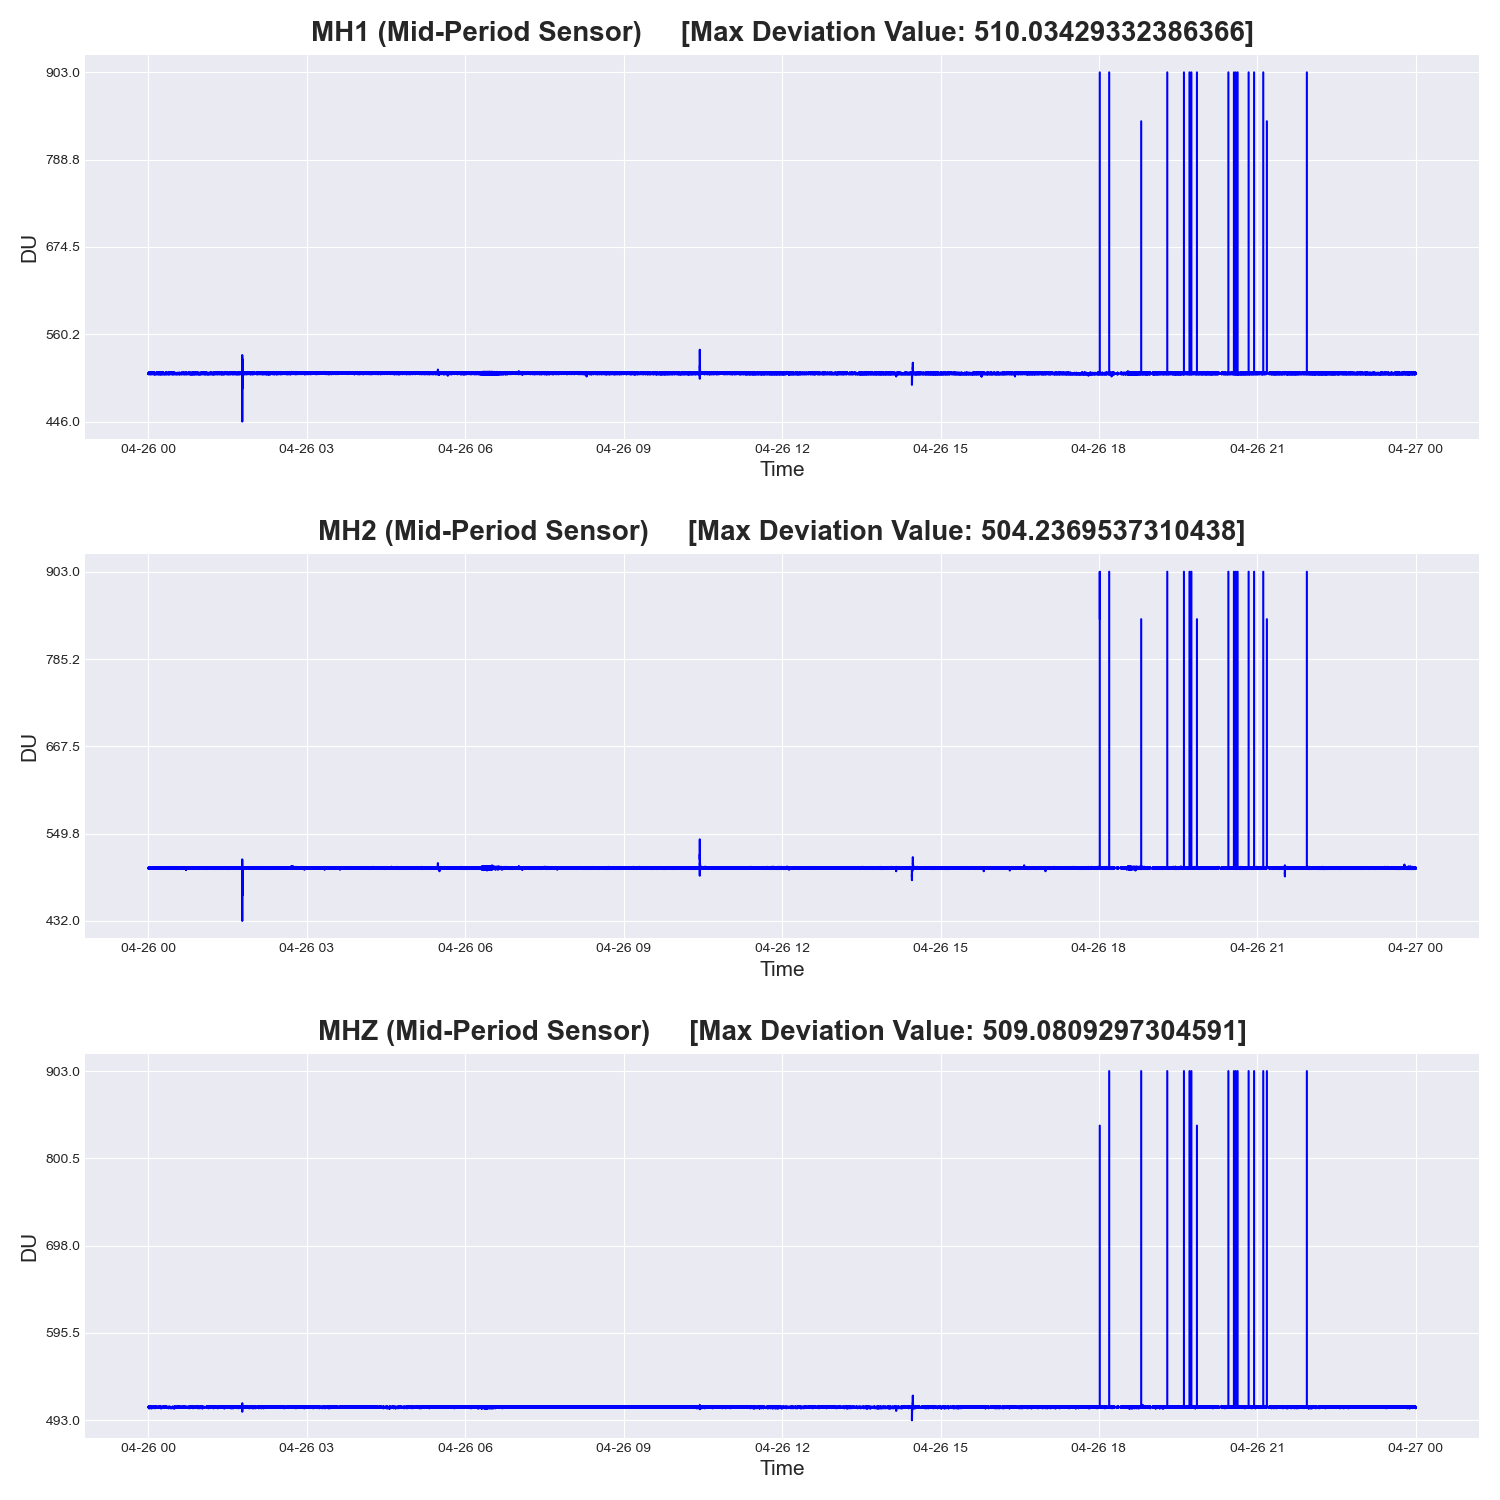 MH1 (Mid-Period Sensor) [Max Deviation Value: 510.03429332386366]
903.0
788.8
674.5
560.2
446.0
DU
04-26 00 04-26 03 04-26 06 04-26 09 04-26 12 04-26 15 04-26 18 04-26 21 04-27 00
Time
MH2 (Mid-Period Sensor) [Max Deviation Value: 504.2369537310438]
903.0
785.2
667.5
549.8
432.0
DU
04-26 00 04-26 03 04-26 06 04-26 09 04-26 12 04-26 15 04-26 18 04-26 21 04-27 00
Time
MHZ (Mid-Period Sensor) [Max Deviation Value: 509.0809297304591]
903.0
800.5
698.0
595.5
493.0
DU
04-26 00 04-26 03 04-26 06 04-26 09 04-26 12 04-26 15 04-26 18 04-26 21 04-27 00
Time